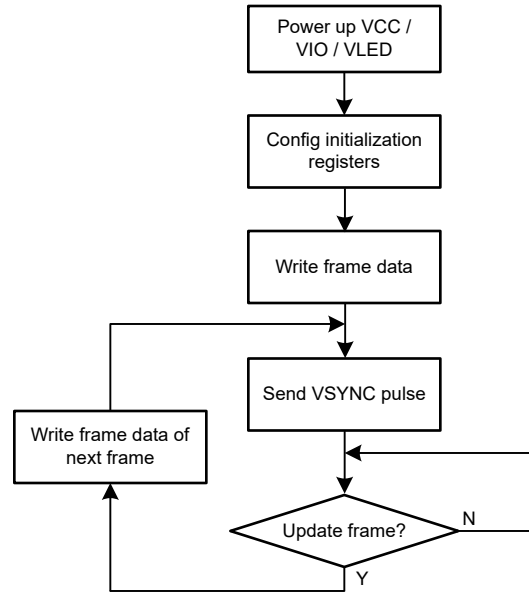 Power up VCC /
VIO / VLED
Config initialization
registers
Write frame data
Send VSYNC pulse
Write frame data of
next frame
Update frame?
N
Y